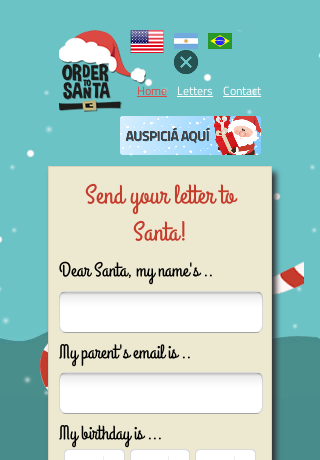 ORDER
TO
SANTA
Home Letters Contact
AUSPICIÁ AQUÍ
Send your letter to
Santa!
Dear Santa, my name's ..
My parent's email is ..
My birthday is ...